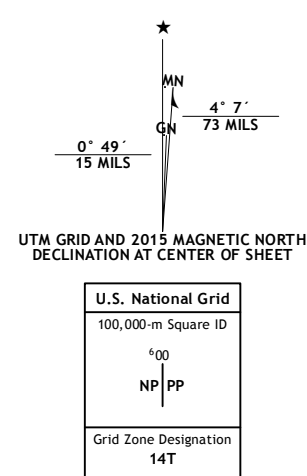 ★
MN
GN
4° 7´
73 MILS
0° 49´
15 MILS
UTM GRID AND 2015 MAGNETIC NORTH
DECLINATION AT CENTER OF SHEET
U.S. National Grid
100,000-m Square ID
⁶00
NP PP
Grid Zone Designation
14T